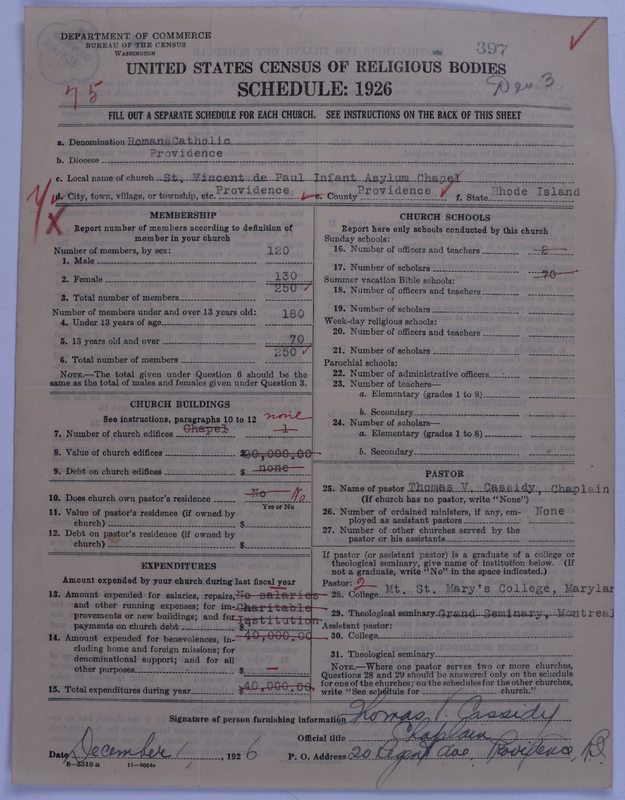 DEPARTMENT OF COMMERCE
BUREAU OF THE CENSUS
WASHINGTON
397
UNITED STATES CENSUS OF RELIGIOUS BODIES
SCHEDULE: 1926
Dec 3
75
FILL OUT A SEPARATE SCHEDULE FOR EACH CHURCH. SEE INSTRUCTIONS ON THE BACK OF THIS SHEET
a. Denomination Roman Catholic
b. Diocese Providence
c. Local name of church St. Vincent de Paul Infant Asylum Chapel
d. City, town, village, or township, etc. Providence e. County Providence f. State Rhode Island
MEMBERSHIP
Report number of members according to definition of
member in your church
Number of members, by sex:
1. Male 120
2. Female 130
3. Total number of members 250
Number of members under and over 13 years old:
4. Under 13 years of age 180
5. 13 years old and over 70
6. Total number of members 250
NOTE.—The total given under Question 6 should be the
same as the total of males and females given under Question 3.
CHURCH BUILDINGS
See instructions, paragraphs 10 to 12 none
7. Number of church edifices Chapel 1
8. Value of church edifices $ 0,000.00
9. Debt on church edifices $ none
10. Does church own pastor's residence No No
Yes or No
11. Value of pastor's residence (if owned by
church) $
12. Debt on pastor's residence (if owned by
church) $
EXPENDITURES
Amount expended by your church during last fiscal year
13. Amount expended for salaries, repairs, No salaries
and other running expenses; for im- Charitable
provements or new buildings; and for Institution
payments on church debt
14. Amount expended for benevolences, in- 40,000.00
cluding home and foreign missions; for
denominational support; and for all
other purposes $ —
15. Total expenditures during year $ 40,000.00
CHURCH SCHOOLS
Report here only schools conducted by this church
Sunday schools:
16. Number of officers and teachers 2
17. Number of scholars 70
Summer vacation Bible schools:
18. Number of officers and teachers
19. Number of scholars
Week-day religious schools:
20. Number of officers and teachers
21. Number of scholars
Parochial schools:
22. Number of administrative officers
23. Number of teachers—
a. Elementary (grades 1 to 8)
b. Secondary
24. Number of scholars—
a. Elementary (grades 1 to 8)
b. Secondary
PASTOR
25. Name of pastor Thomas V. Cassidy, Chaplain
(If church has no pastor, write "None")
26. Number of ordained ministers, if any, em- None
ployed as assistant pastors
27. Number of other churches served by the
pastor or his assistants
If pastor (or assistant pastor) is a graduate of a college or
theological seminary, give name of institution below. (If
not a graduate, write "No" in the space indicated.)
Pastor: 2
28. College Mt. St. Mary's College, Marylan
29. Theological seminary Grand Seminary, Montreal
Assistant pastor:
30. College
31. Theological seminary
NOTE.—Where one pastor serves two or more churches,
Questions 28 and 29 should be answered only on the schedule
for one of the churches; on the schedules for the other churches,
write "See schedule for church."
Signature of person furnishing information Thomas V. Cassidy
Official title Chaplain
Date December 1, 1926 P. O. Address 20 Regent Ave, Providence, R.I.
8—5518 a 11—9054